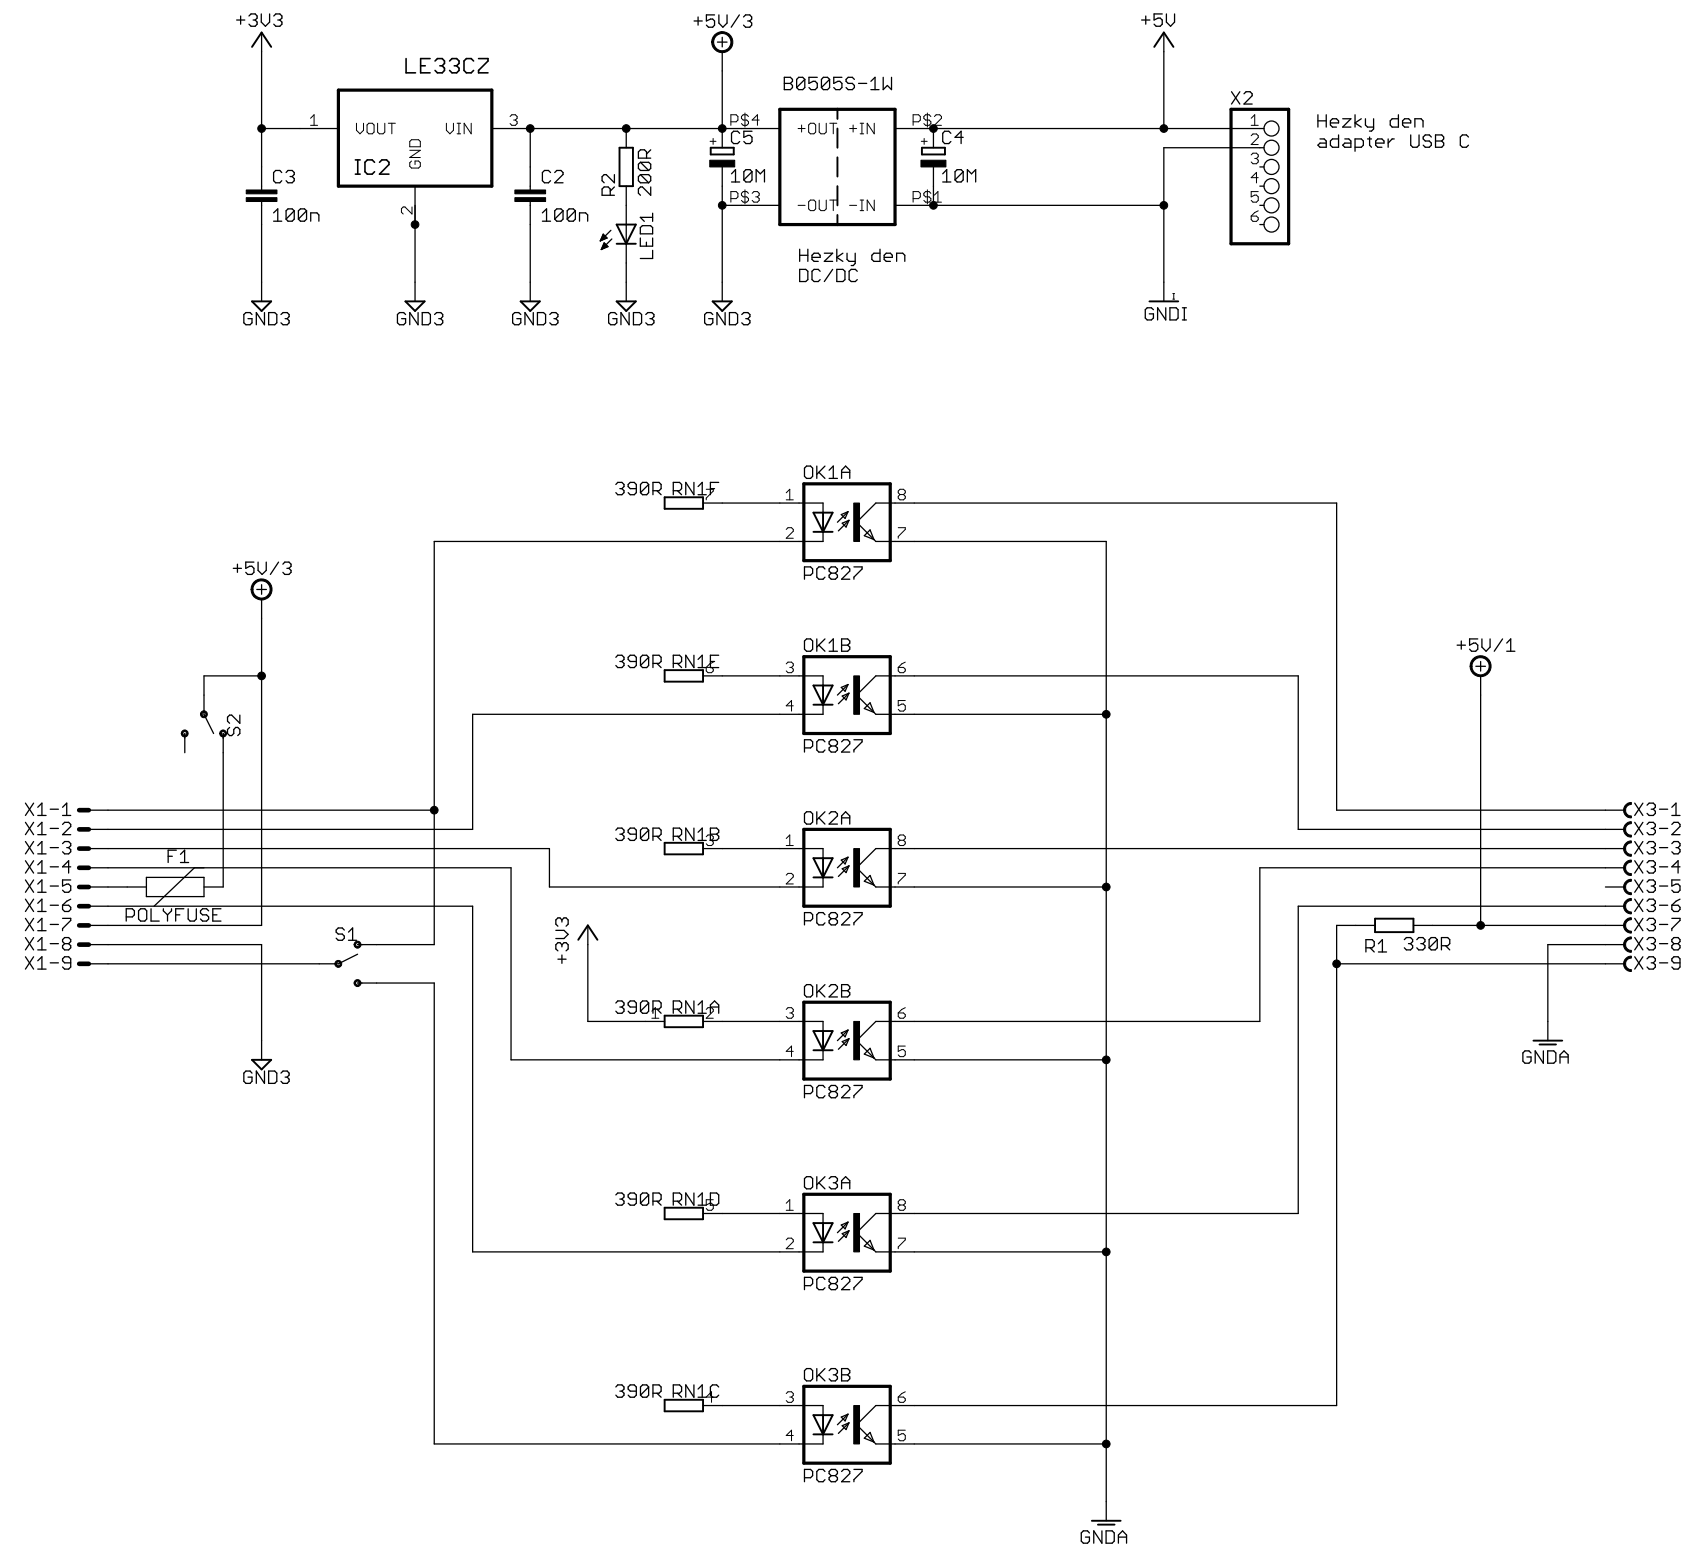 +3V3
+5V/3
+5V
LE33CZ
B0505S-1W
X2
1
VOUT
VIN
3
P$4
+OUT
+IN
P$2
1
Hezky den
adapter USB C
GND
IC2
C5
C4
2
3
4
5
6
C3
100n
2
C2
100n
R2
200R
10M
10M
P$3
-OUT
-IN
P$1
LED1
Hezky den
DC/DC
GND3
GND3
GND3
GND3
GND3
GNDI
I
OK1A
390R RN1F
7
1
8
2
7
PC827
+5V/3
OK1B
390R RN1E
6
3
6
4
5
PC827
+5V/1
S2
X1-1
X1-2
X1-3
X1-4
X1-5
X1-6
X1-7
X1-8
X1-9
F1
POLYFUSE
S1
GND3
OK2A
390R RN1B
3
1
8
2
7
PC827
X3-1
X3-2
X3-3
X3-4
X3-5
X3-6
X3-7
X3-8
X3-9
R1
330R
GNDA
+3V3
OK2B
390R RN1A
1
2
3
6
4
5
PC827
OK3A
390R RN1D
5
1
8
2
7
PC827
OK3B
390R RN1C
4
3
6
4
5
PC827
GNDA